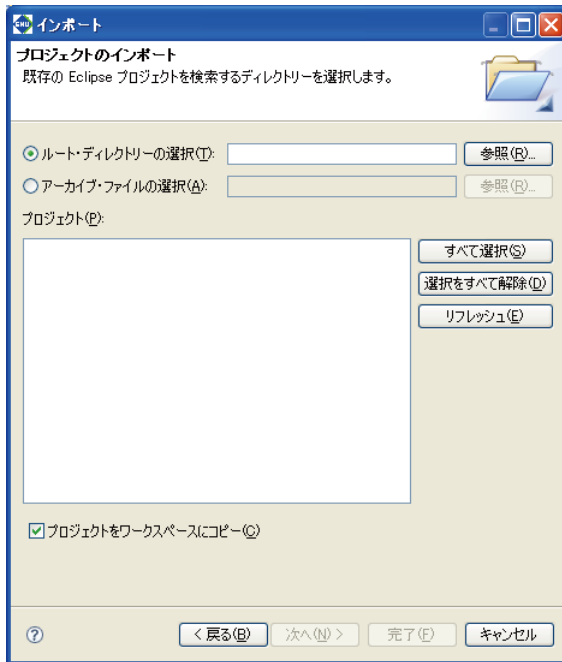 GNU インポート
プロジェクトのインポート
既存の Eclipse プロジェクトを検索するディレクトリーを選択します。
ルート・ディレクトリーの選択(T):
参照(R)...
アーカイブ・ファイルの選択(A):
参照(R)...
プロジェクト(P):
すべて選択(S)
選択をすべて解除(D)
リフレッシュ(E)
プロジェクトをワークスペースにコピー(C)
?
< 戻る(B)
次へ(N) >
完了(F)
キャンセル